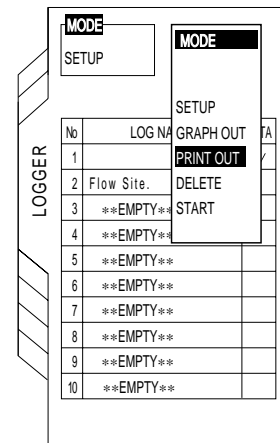 MODE
SETUP
MODE
SETUP
GRAPH OUT
PRINT OUT
DELETE
START
LOGGER
No LOG NA TA
1
2 Flow Site.
3 **EMPTY**
4 **EMPTY**
5 **EMPTY**
6 **EMPTY**
7 **EMPTY**
8 **EMPTY**
9 **EMPTY**
10 **EMPTY**